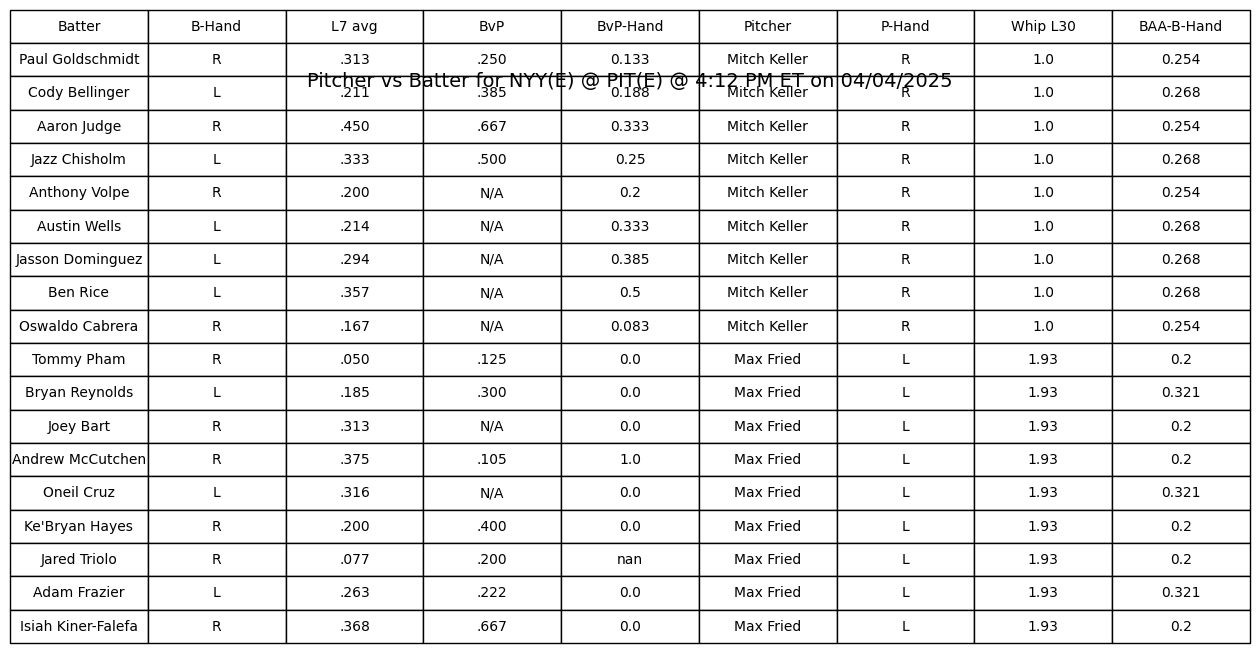 Batter B-Hand L7 avg BvP BvP-Hand Pitcher P-Hand Whip L30 BAA-B-Hand
Paul Goldschmidt R .313 .250 0.133 Mitch Keller R 1.0 0.254
Pitcher vs Batter for NYY(E) @ PIT(E) @ 4:12 PM ET on 04/04/2025
Cody Bellinger L .211 .385 0.188 Mitch Keller R 1.0 0.268
Aaron Judge R .450 .667 0.333 Mitch Keller R 1.0 0.254
Jazz Chisholm L .333 .500 0.25 Mitch Keller R 1.0 0.268
Anthony Volpe R .200 N/A 0.2 Mitch Keller R 1.0 0.254
Austin Wells L .214 N/A 0.333 Mitch Keller R 1.0 0.268
Jasson Dominguez L .294 N/A 0.385 Mitch Keller R 1.0 0.268
Ben Rice L .357 N/A 0.5 Mitch Keller R 1.0 0.268
Oswaldo Cabrera R .167 N/A 0.083 Mitch Keller R 1.0 0.254
Tommy Pham R .050 .125 0.0 Max Fried L 1.93 0.2
Bryan Reynolds L .185 .300 0.0 Max Fried L 1.93 0.321
Joey Bart R .313 N/A 0.0 Max Fried L 1.93 0.2
Andrew McCutchen R .375 .105 1.0 Max Fried L 1.93 0.2
Oneil Cruz L .316 N/A 0.0 Max Fried L 1.93 0.321
Ke'Bryan Hayes R .200 .400 0.0 Max Fried L 1.93 0.2
Jared Triolo R .077 .200 nan Max Fried L 1.93 0.2
Adam Frazier L .263 .222 0.0 Max Fried L 1.93 0.321
Isiah Kiner-Falefa R .368 .667 0.0 Max Fried L 1.93 0.2